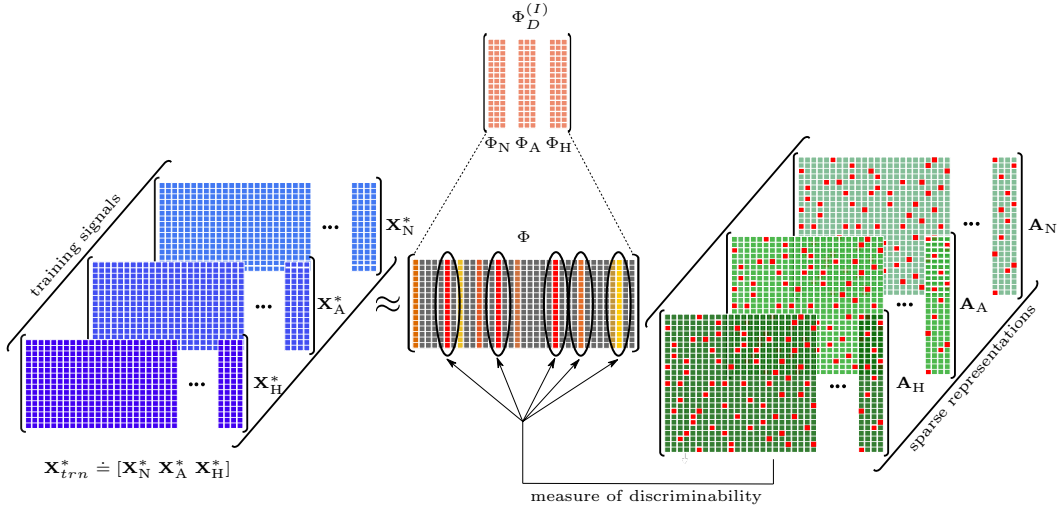 Φ_D^(I)
Φ_N Φ_A Φ_H
training signals
X*_N
X*_A
X*_H
...
...
...
≈
Φ
A_N
A_A
A_H
...
...
...
sparse representations
X*_trn ≐ [X*_N X*_A X*_H]
measure of discriminability